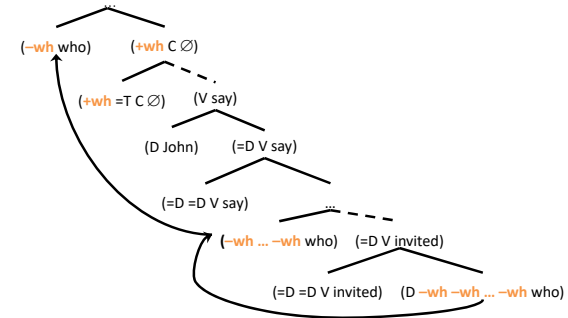 ...
(–wh who) (+wh C ∅)
(+wh =T C ∅) (V say)
(D John) (=D V say)
(=D =D V say) ...
(–wh ... –wh who) (=D V invited)
(=D =D V invited) (D –wh –wh ... –wh who)